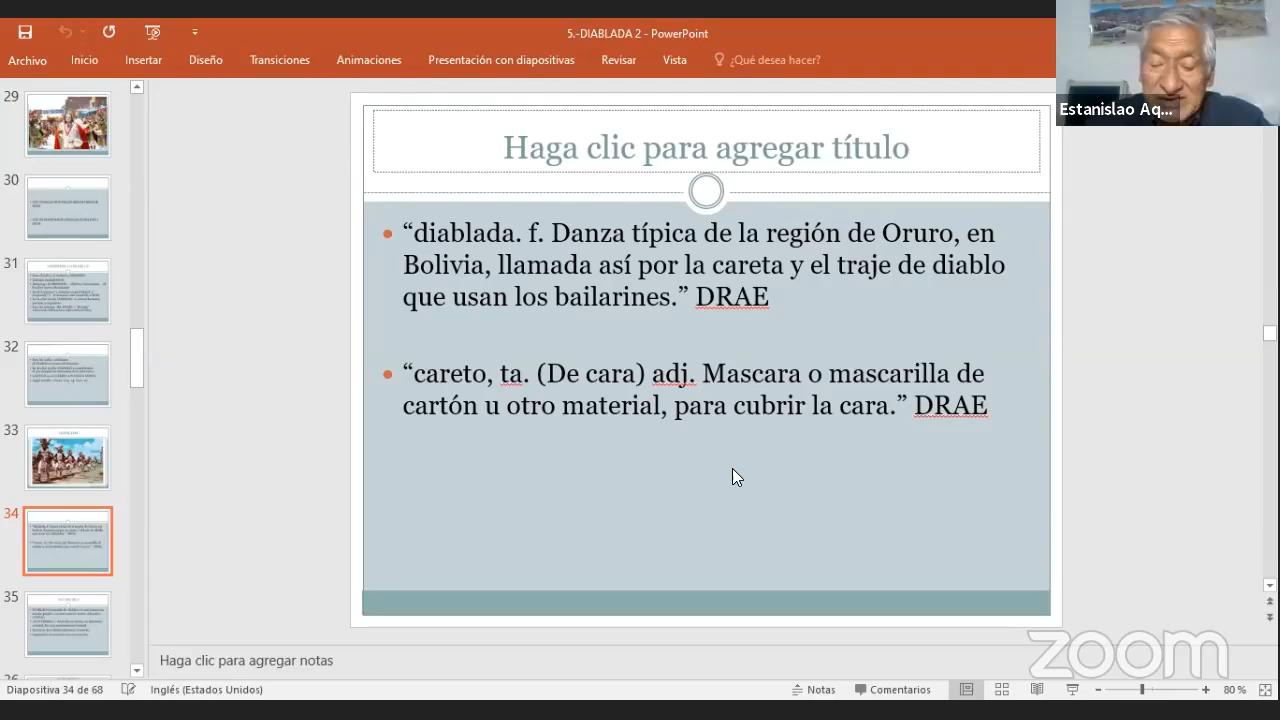 5.-DIABLADA 2 - PowerPoint
Archivo Inicio Insertar Diseño Transiciones Animaciones Presentación con diapositivas Revisar Vista ¿Qué desea hacer?
Estanislao Aq...
29
30
31
32
33
34
35
Haga clic para agregar título
“diablada. f. Danza típica de la región de Oruro, en
Bolivia, llamada así por la careta y el traje de diablo
que usan los bailarines.” DRAE
“careto, ta. (De cara) adj. Mascara o mascarilla de
cartón u otro material, para cubrir la cara.” DRAE
Haga clic para agregar notas
zoom
Diapositiva 34 de 68 Inglés (Estados Unidos) Notas Comentarios 80 %